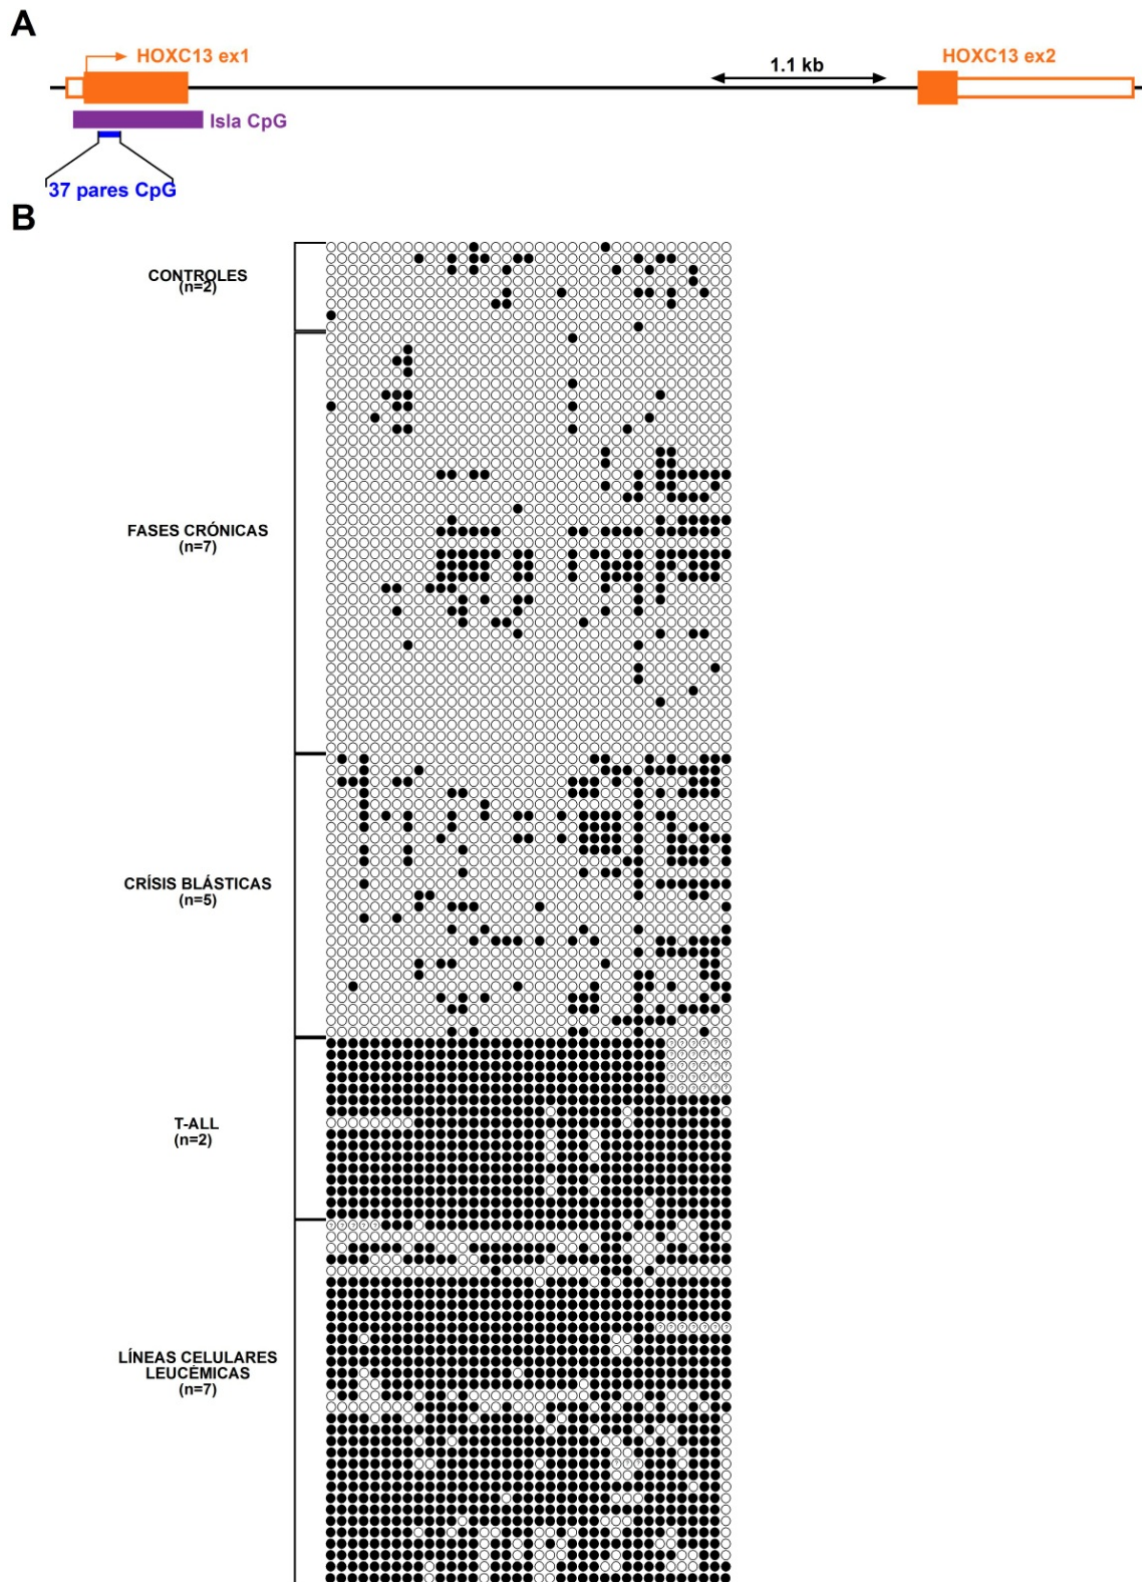 A
HOXC13 ex1
1.1 kb
HOXC13 ex2
Isla CpG
37 pares CpG
B
CONTROLES
(n=2)
FASES CRÓNICAS
(n=7)
CRÍSIS BLÁSTICAS
(n=5)
T-ALL
(n=2)
LÍNEAS CELULARES
LEUCÉMICAS
(n=7)